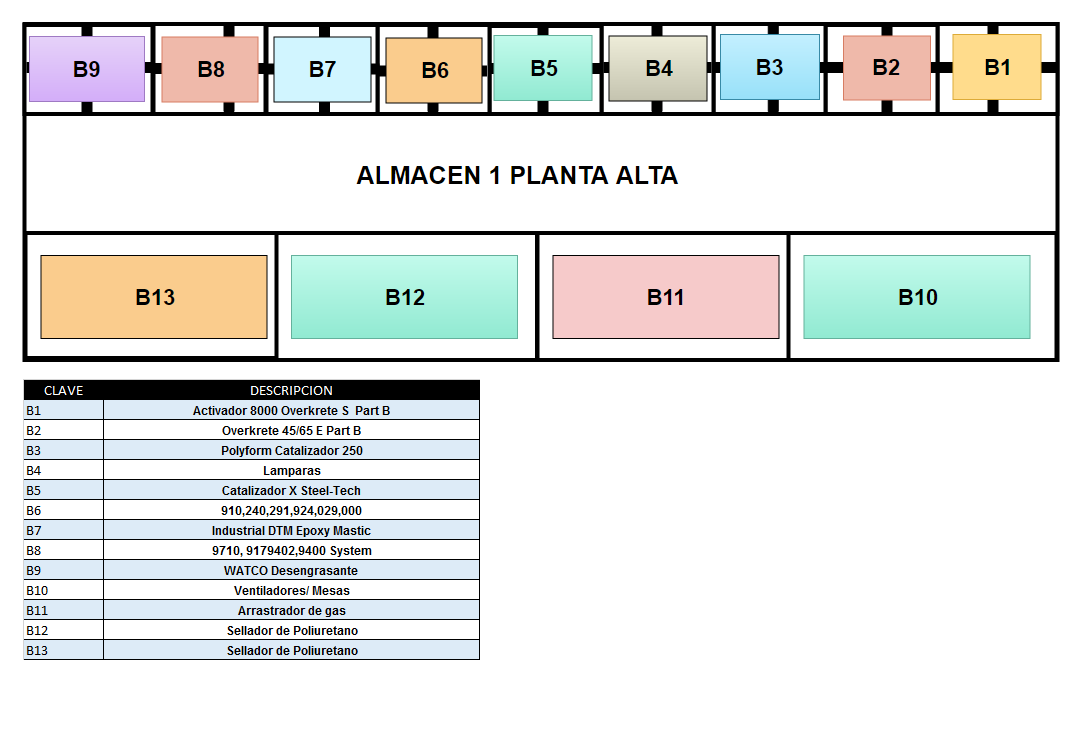 B9 B8 B7 B6 B5 B4 B3 B2 B1
ALMACEN 1 PLANTA ALTA
B13 B12 B11 B10
CLAVE DESCRIPCION
B1 Activador 8000 Overkrete S Part B
B2 Overkrete 45/65 E Part B
B3 Polyform Catalizador 250
B4 Lamparas
B5 Catalizador X Steel-Tech
B6 910,240,291,924,029,000
B7 Industrial DTM Epoxy Mastic
B8 9710, 9179402,9400 System
B9 WATCO Desengrasante
B10 Ventiladores/ Mesas
B11 Arrastrador de gas
B12 Sellador de Poliuretano
B13 Sellador de Poliuretano